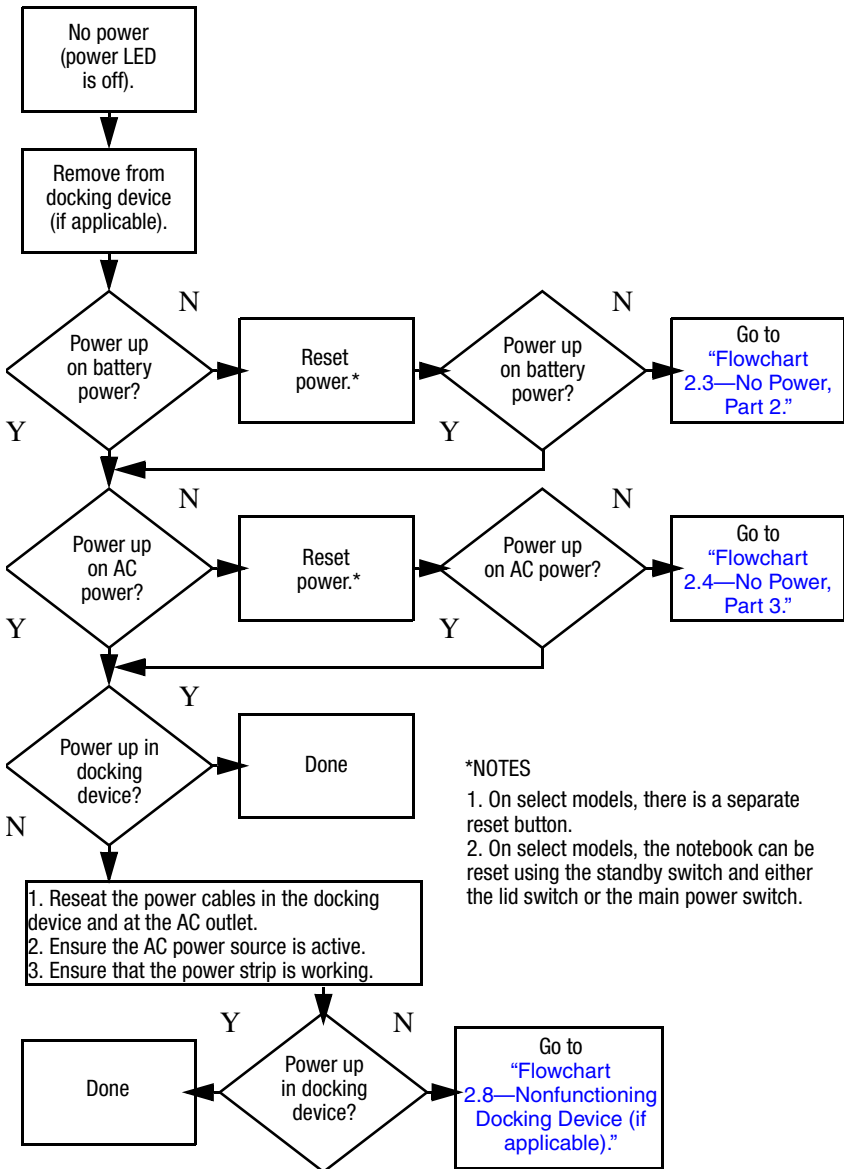 No power
(power LED
is off).
Remove from
docking device
(if applicable).
N
N
Power up
on battery
power?
Reset
power.*
Power up
on battery
power?
Go to
“Flowchart
2.3—No Power,
Part 2.”
Y
Y
N
N
Power up
on AC
power?
Reset
power.*
Power up
on AC power?
Go to
“Flowchart
2.4—No Power,
Part 3.”
Y
Y
Y
Power up in
docking
device?
Done
N
*NOTES
1. On select models, there is a separate
reset button.
2. On select models, the notebook can be
reset using the standby switch and either
the lid switch or the main power switch.
1. Reseat the power cables in the docking
device and at the AC outlet.
2. Ensure the AC power source is active.
3. Ensure that the power strip is working.
Y
N
Done
Power up
in docking
device?
Go to
“Flowchart
2.8—Nonfunctioning
Docking Device (if
applicable).”